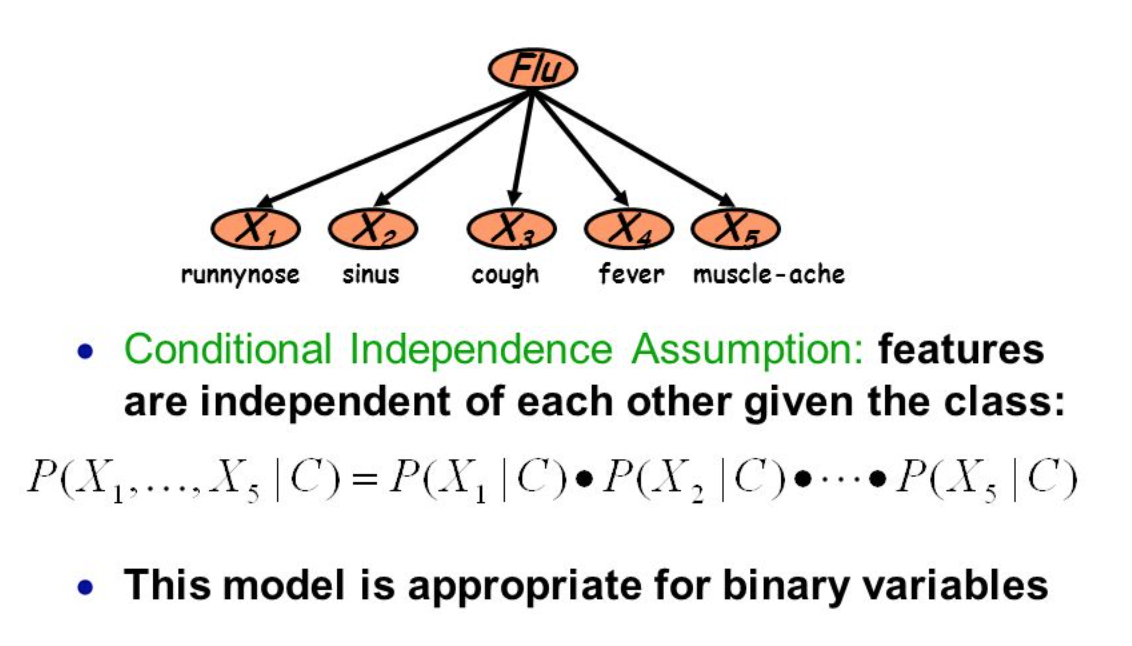 Flu
X₁ X₂ X₃ X₄ X₅
runnynose sinus cough fever muscle-ache
• Conditional Independence Assumption: features
are independent of each other given the class:
P(X₁,…,X₅ | C) = P(X₁ | C) • P(X₂ | C) • ⋯ • P(X₅ | C)
• This model is appropriate for binary variables